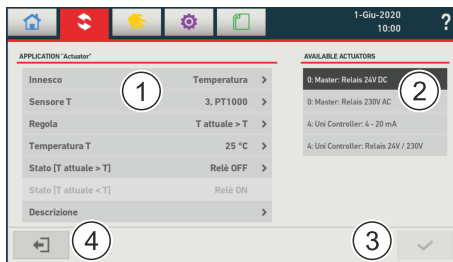 1-Giu-2020
10:00
?
APPLICATION "Actuator"
Innesco Temperatura >
Sensore T 3, PT1000 >
Regola T attuale > T >
Temperatura T 25 °C >
Stato [T attuale > T] Relè OFF >
Stato [T attuale < T] Relè ON
Descrizione >
1
AVAILABLE ACTUATORS
0: Master: Relais 24V DC
0: Master: Relais 230V AC
4: Uni Controller: 4 - 20 mA
4: Uni Controller: Relais 24V / 230V
2
4
3